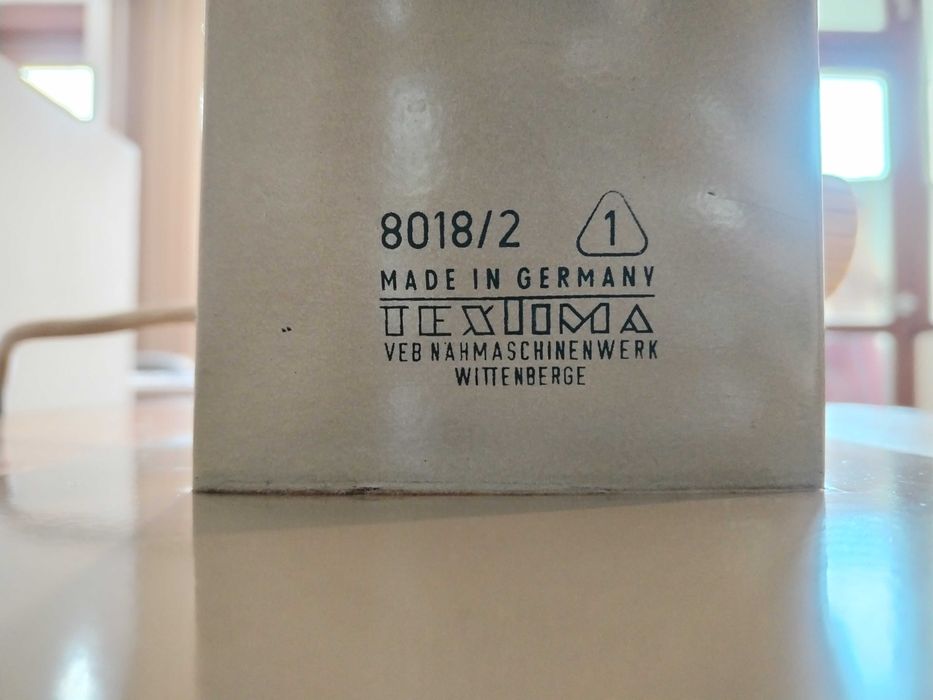 8018/2 1
MADE IN GERMANY
TEXTIMA
VEB NÄHMASCHINENWERK
WITTENBERGE